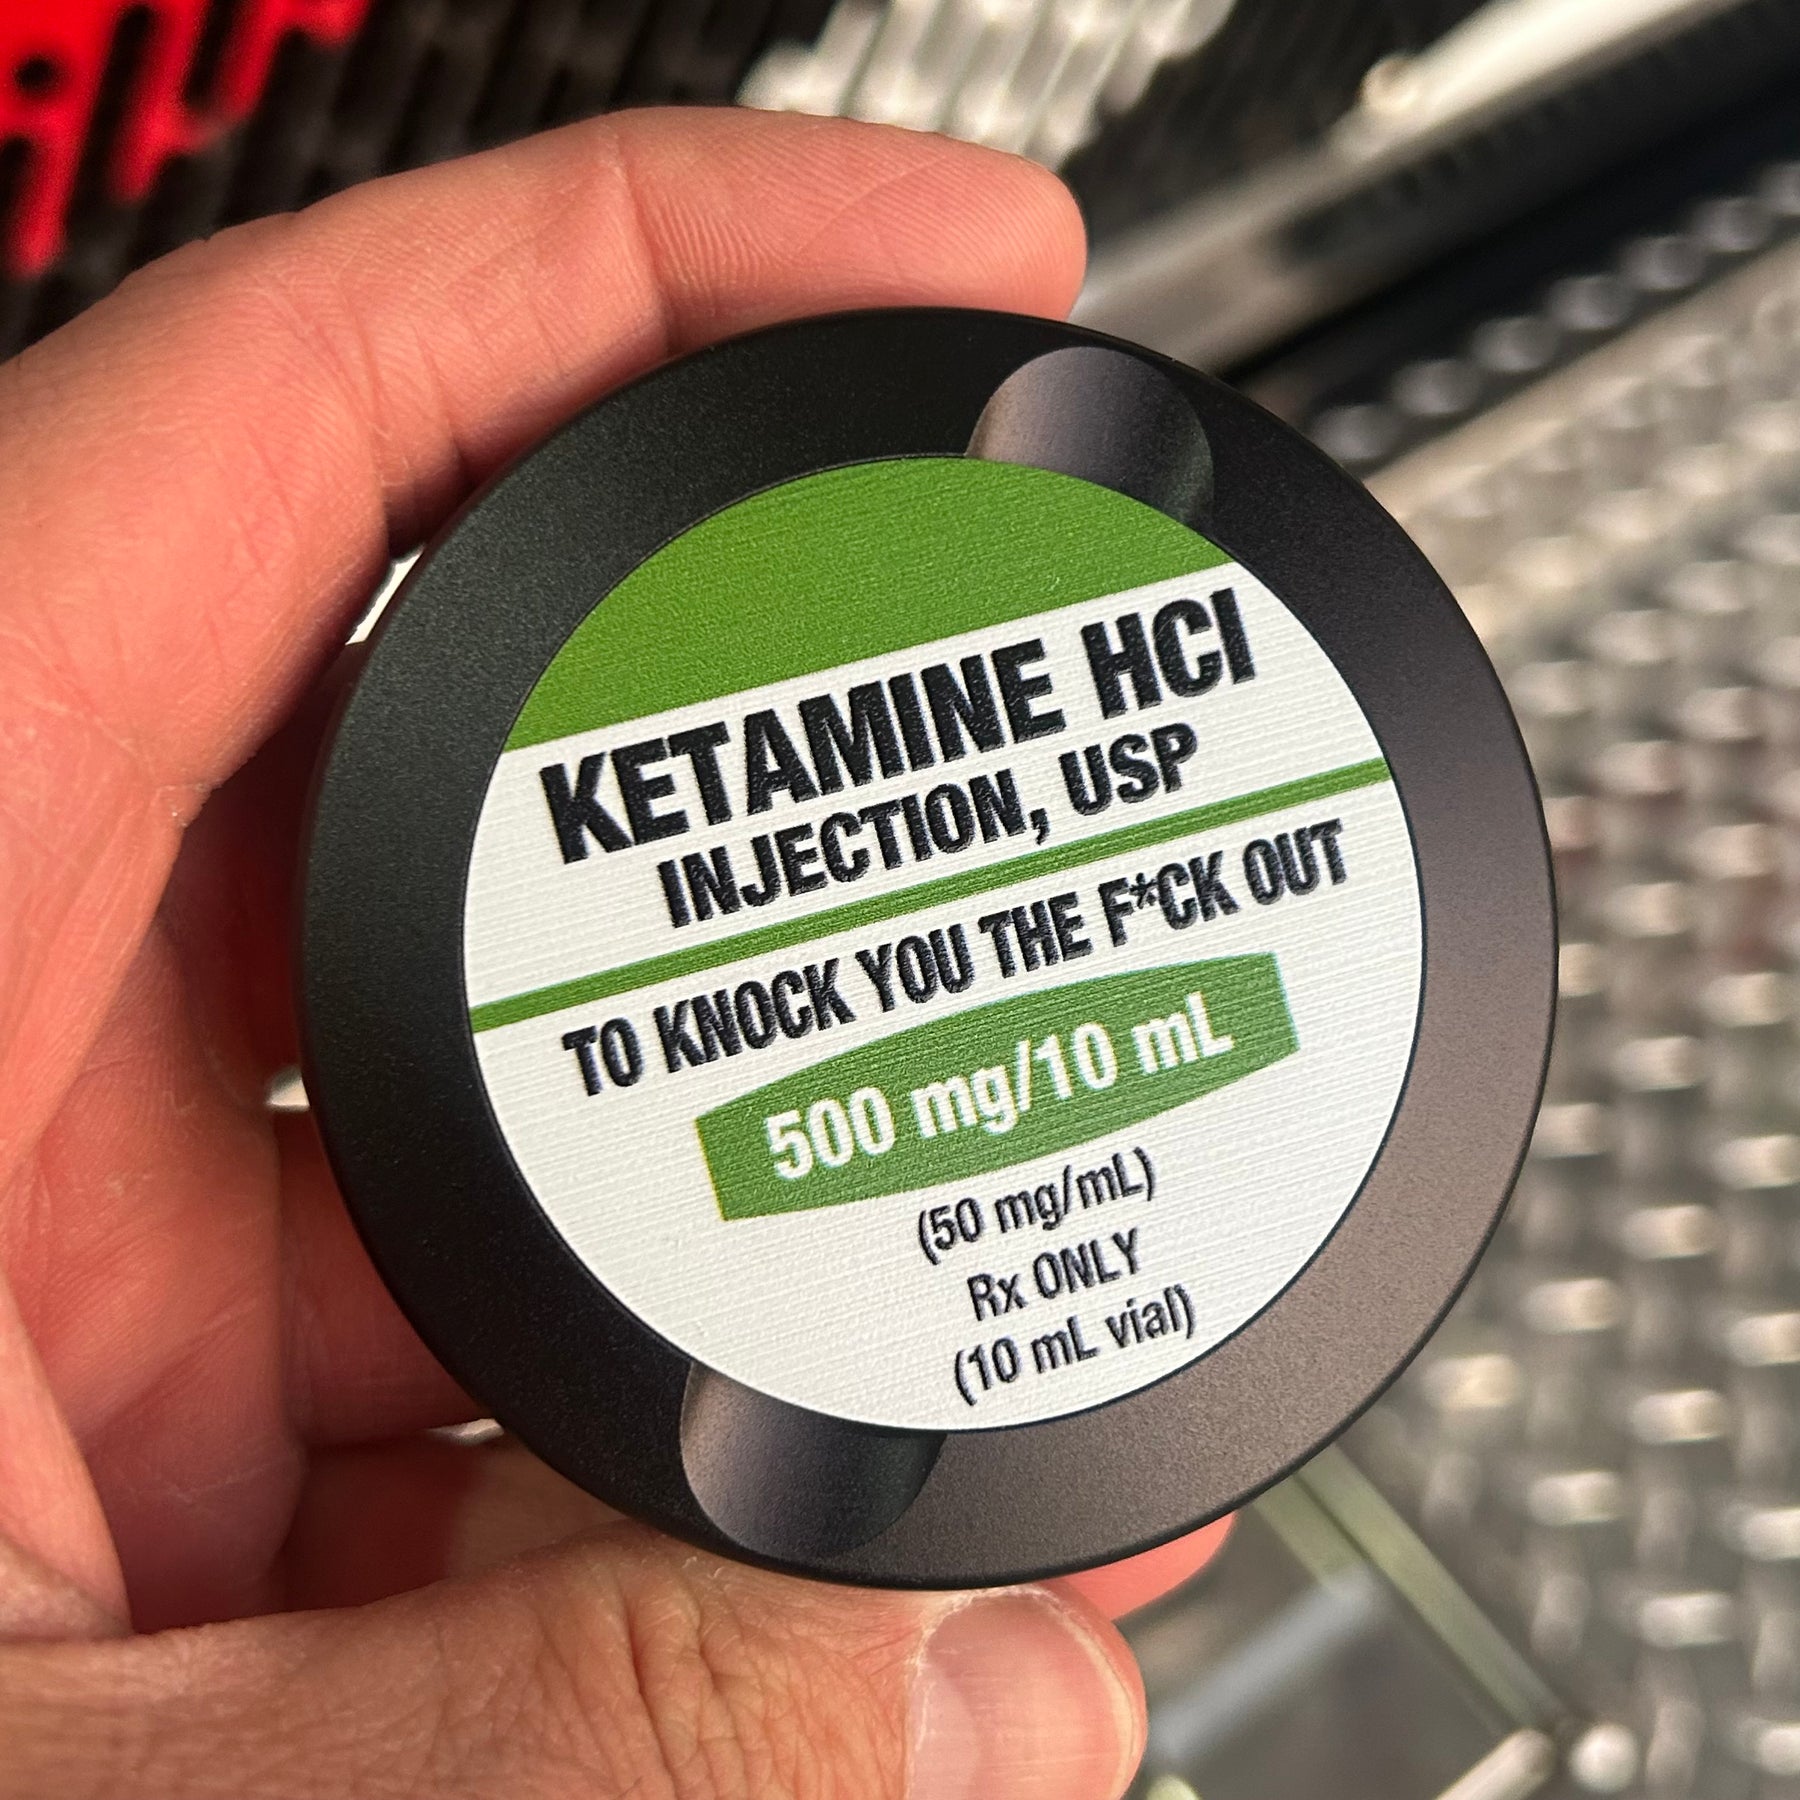 KETAMINE HCl
INJECTION, USP
TO KNOCK YOU THE F*CK OUT
500 mg/10 mL
(50 mg/mL)
Rx ONLY
(10 mL vial)